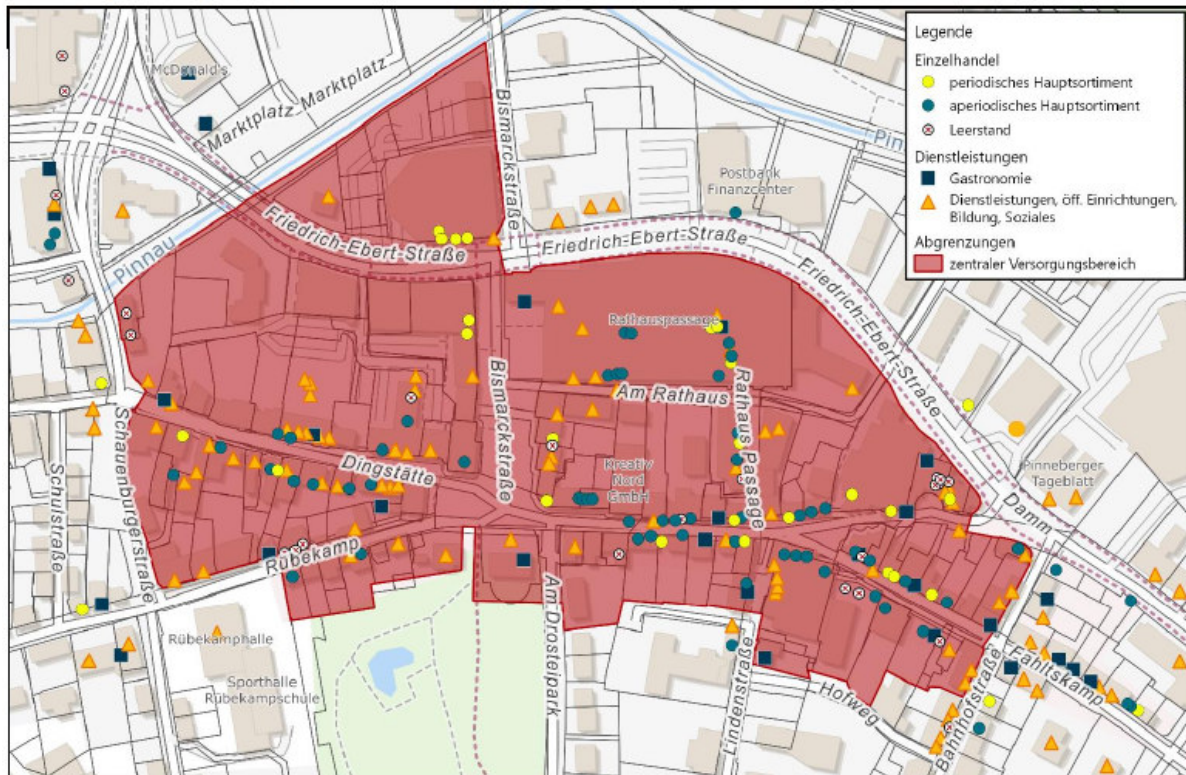 Legende
Einzelhandel
periodisches Hauptsortiment
aperiodisches Hauptsortiment
Leerstand
Dienstleistungen
Gastronomie
Dienstleistungen, öff. Einrichtungen,
Bildung, Soziales
Abgrenzungen
zentraler Versorgungsbereich
McDonald's
Marktplatz
Marktplatz
Bismarckstraße
Postbank
Finanzcenter
Pinnau
Friedrich-Ebert-Straße
Friedrich-Ebert-Straße
Friedrich-Ebert-Straße
Rathauspassage
Am Rathaus
Rathaus Passage
Bismarckstraße
Schauenburgerstraße
Schulstraße
Dingstätte
Kreativ
Nord
GmbH
Pinneberger
Tageblatt
Damm
Rübekamp
Am Drosteipark
Rübekamphalle
Sporthalle
Rübekampschule
Lindenstraße
Hofweg
Bahnhofstraße
Fahltskamp